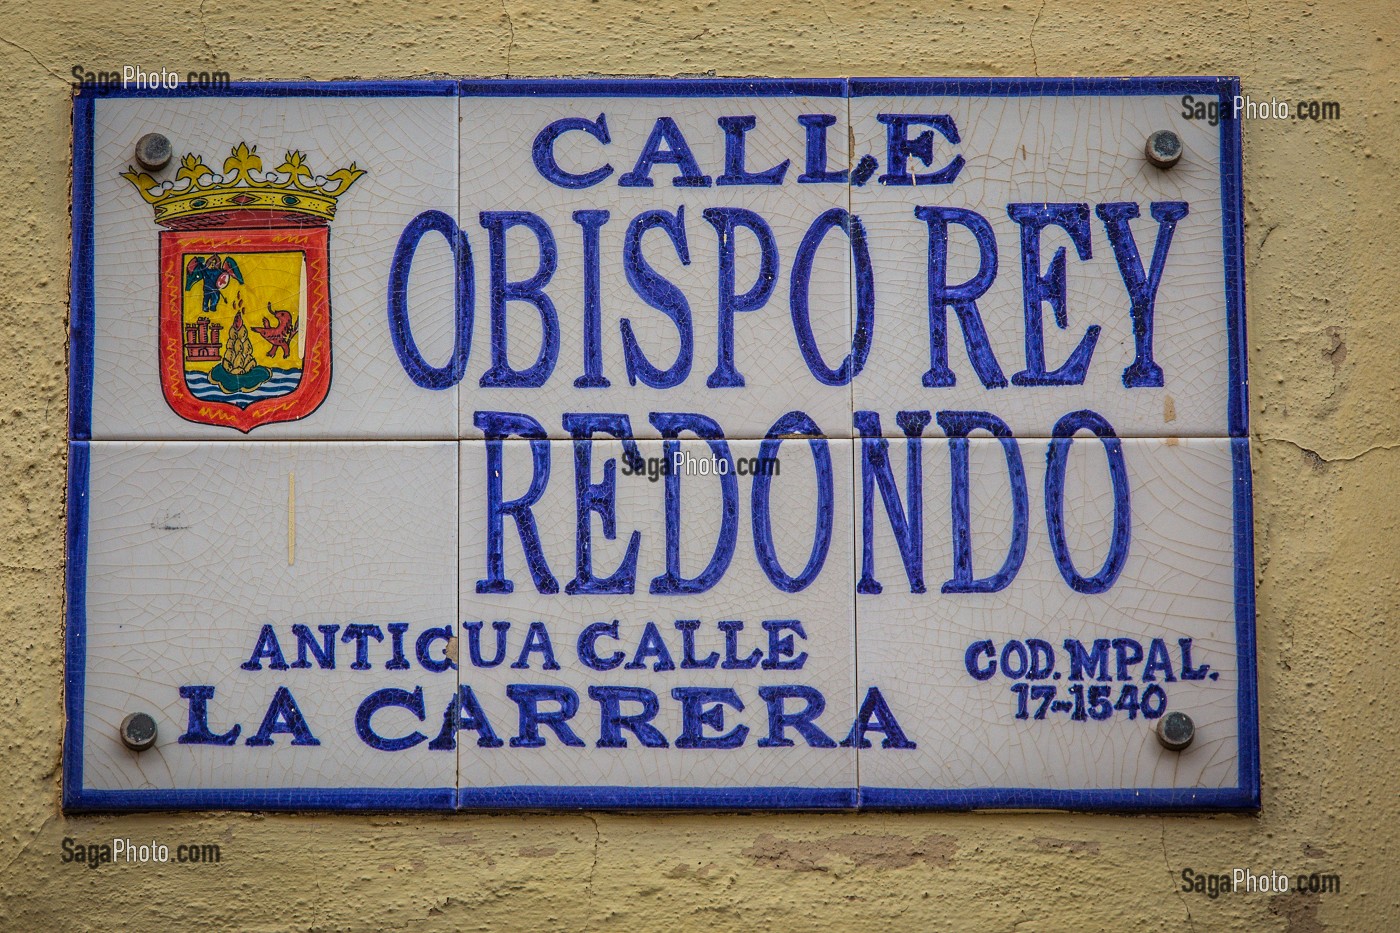 SagaPhoto.com
SagaPhoto.com
CALLE
OBISPO REY
REDONDO
SagaPhoto.com
ANTIGUA CALLE
LA CARRERA
COD. MPAL.
17-1540
SagaPhoto.com
SagaPhoto.com